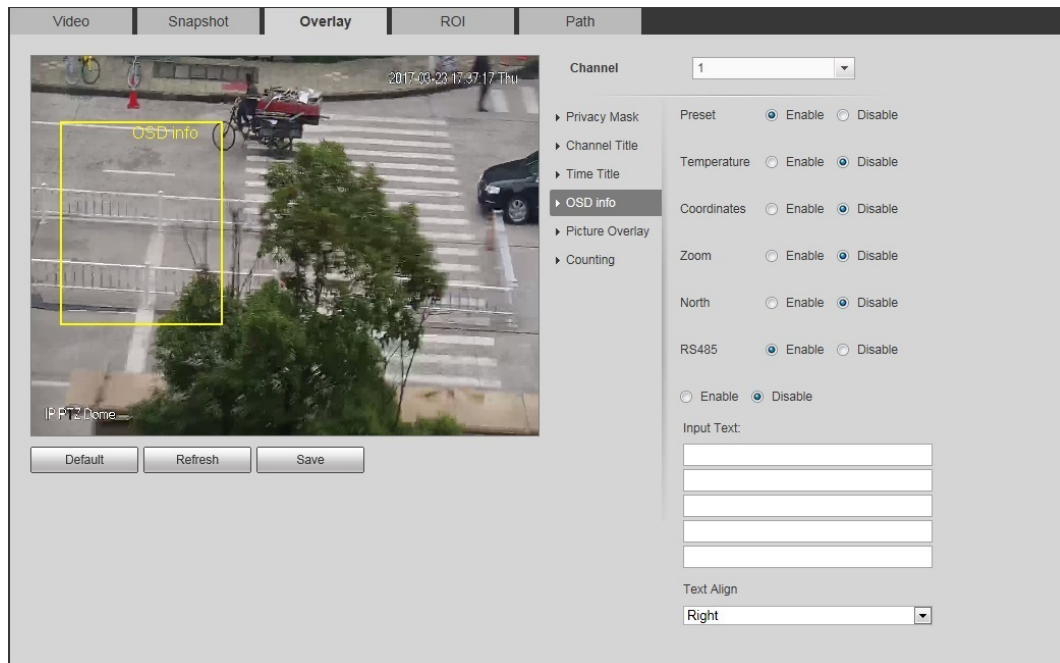 Video Snapshot Overlay ROI Path
2017-03-23 17:37:17 Thu
OSD info
IP PTZ Dome
Default Refresh Save
Channel 1
Privacy Mask
Channel Title
Time Title
OSD info
Picture Overlay
Counting
Preset Enable Disable
Temperature Enable Disable
Coordinates Enable Disable
Zoom Enable Disable
North Enable Disable
RS485 Enable Disable
Enable Disable
Input Text:
Text Align
Right